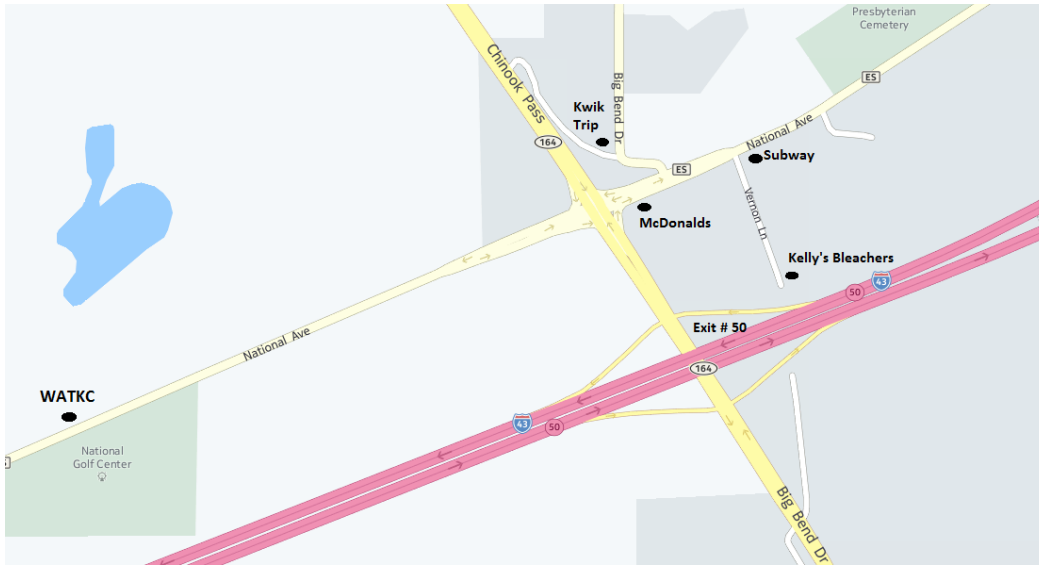 Presbyterian
Cemetery
Chinook Pass
Big Bend Dr
ES
Kwik
Trip
National Ave
164
ES
Subway
Vernon Ln
McDonalds
Kelly's Bleachers
43
50
Exit # 50
National Ave
164
WATKC
43
50
National
Golf Center
Big Bend Dr